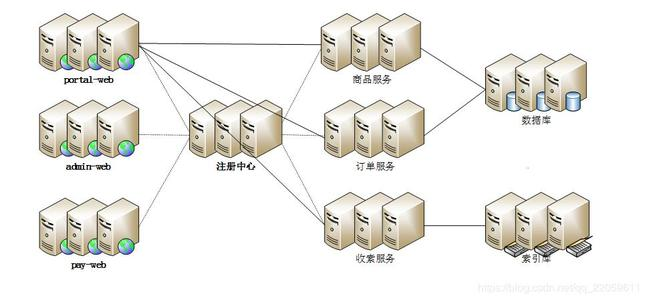 portal-web
商品服务
数据库
admin-web
注册中心
订单服务
pay-web
收素服务
索引库
https://blog.csdn.net/qq_22059611